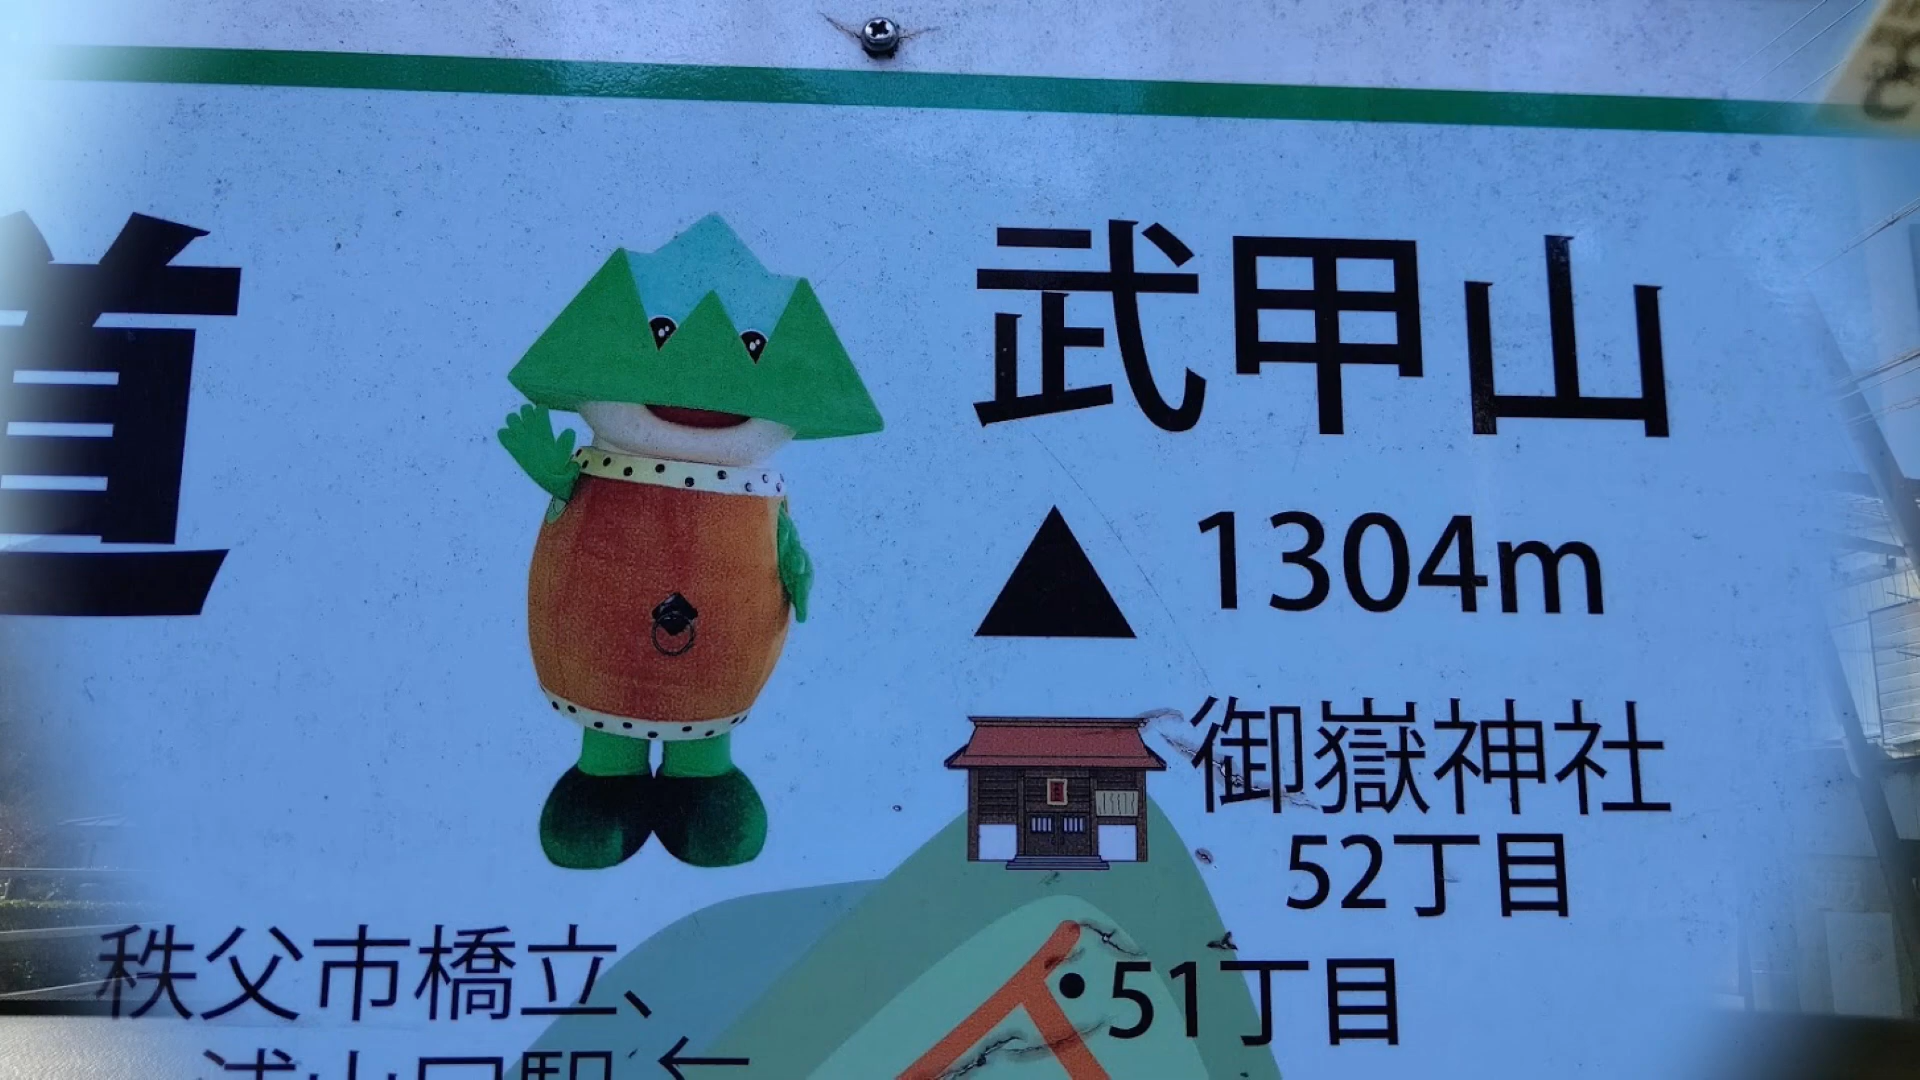 道
武甲山
▲ 1304m
御嶽神社
52丁目
•51丁目
秩父市橋立、
浦山口駅 ←